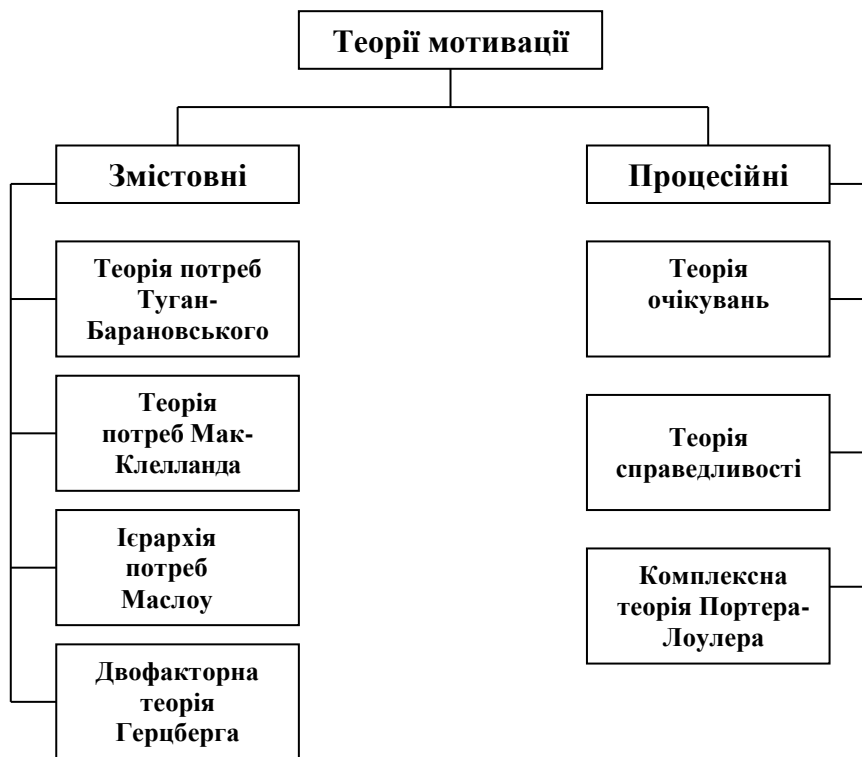 Теорії мотивації
Змістовні
Процесійні
Теорія потреб
Туган-
Барановського
Теорія
очікувань
Теорія
потреб Мак-
Клелланда
Теорія
справедливості
Ієрархія
потреб
Маслоу
Комплексна
теорія Портера-
Лоулера
Двофакторна
теорія
Герцберга